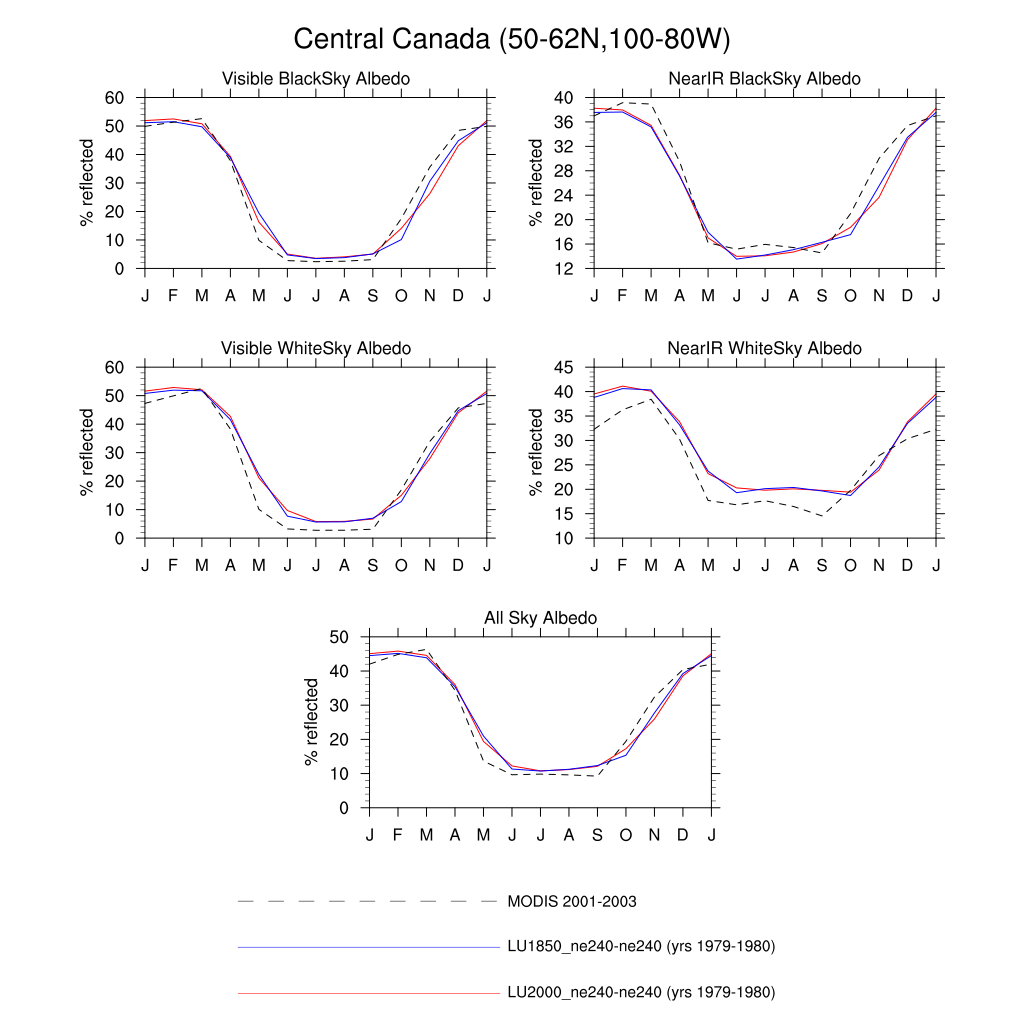 Central Canada (50-62N,100-80W)
Visible BlackSky Albedo
% reflected
60
50
40
30
20
10
0
J F M A M J J A S O N D J
NearIR BlackSky Albedo
% reflected
40
36
32
28
24
20
16
12
J F M A M J J A S O N D J
Visible WhiteSky Albedo
% reflected
60
50
40
30
20
10
0
J F M A M J J A S O N D J
NearIR WhiteSky Albedo
% reflected
45
40
35
30
25
20
15
10
J F M A M J J A S O N D J
All Sky Albedo
% reflected
50
40
30
20
10
0
J F M A M J J A S O N D J
MODIS 2001-2003
LU1850_ne240-ne240 (yrs 1979-1980)
LU2000_ne240-ne240 (yrs 1979-1980)